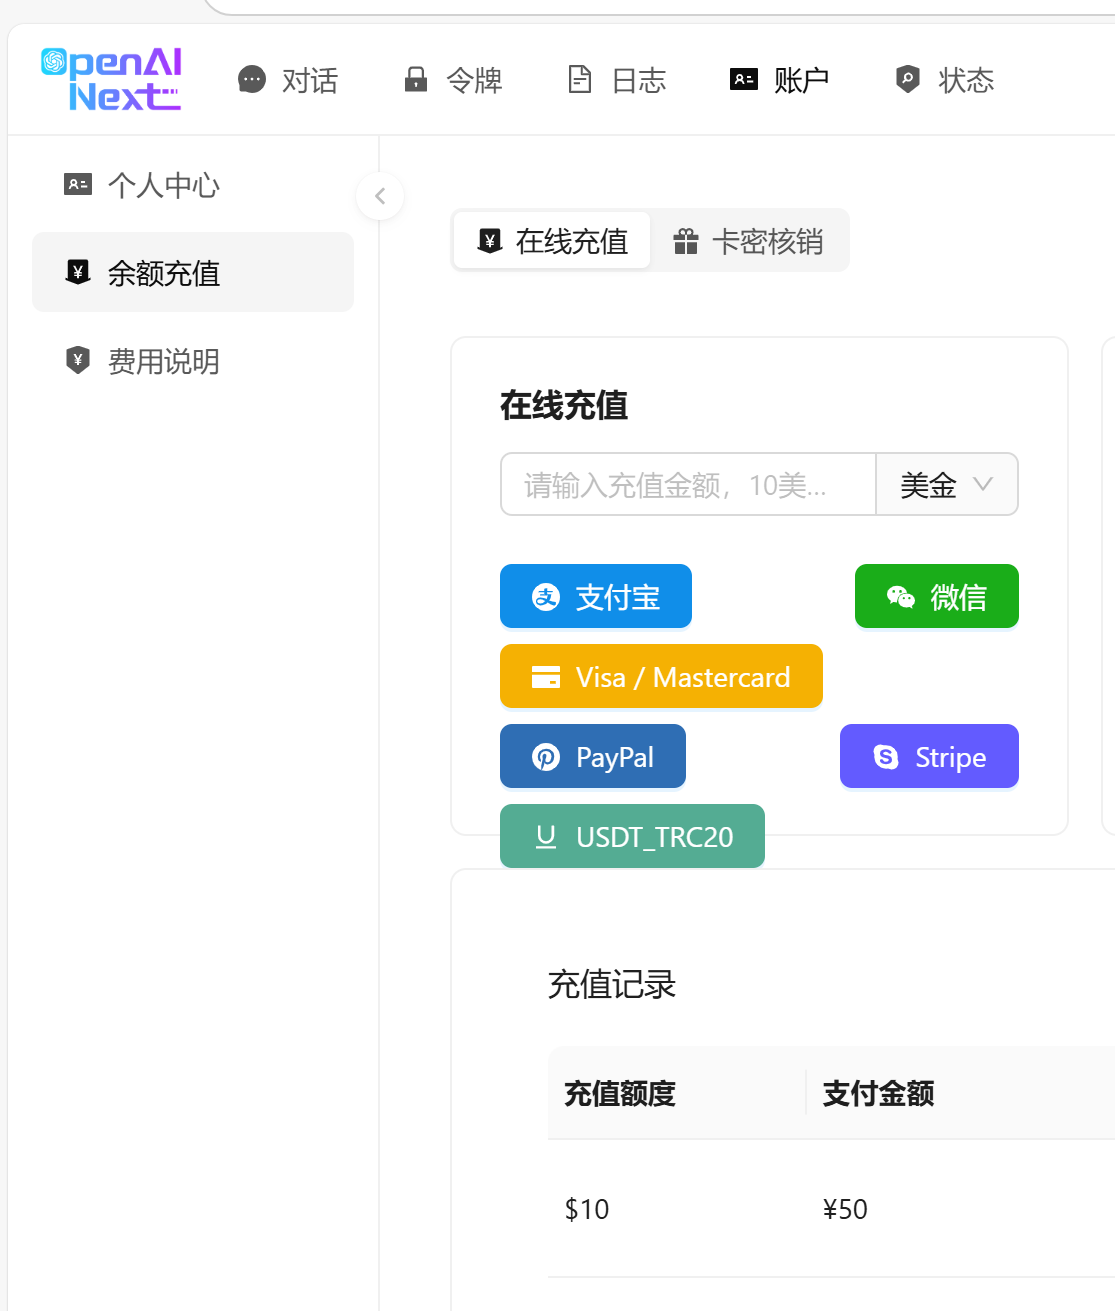 OpenAI
Next
对话
令牌
日志
账户
状态
个人中心
余额充值
费用说明
在线充值
卡密核销
在线充值
请输入充值金额，10美...
美金
支付宝
微信
Visa / Mastercard
PayPal
Stripe
USDT_TRC20
充值记录
充值额度
支付金额
$10
¥50